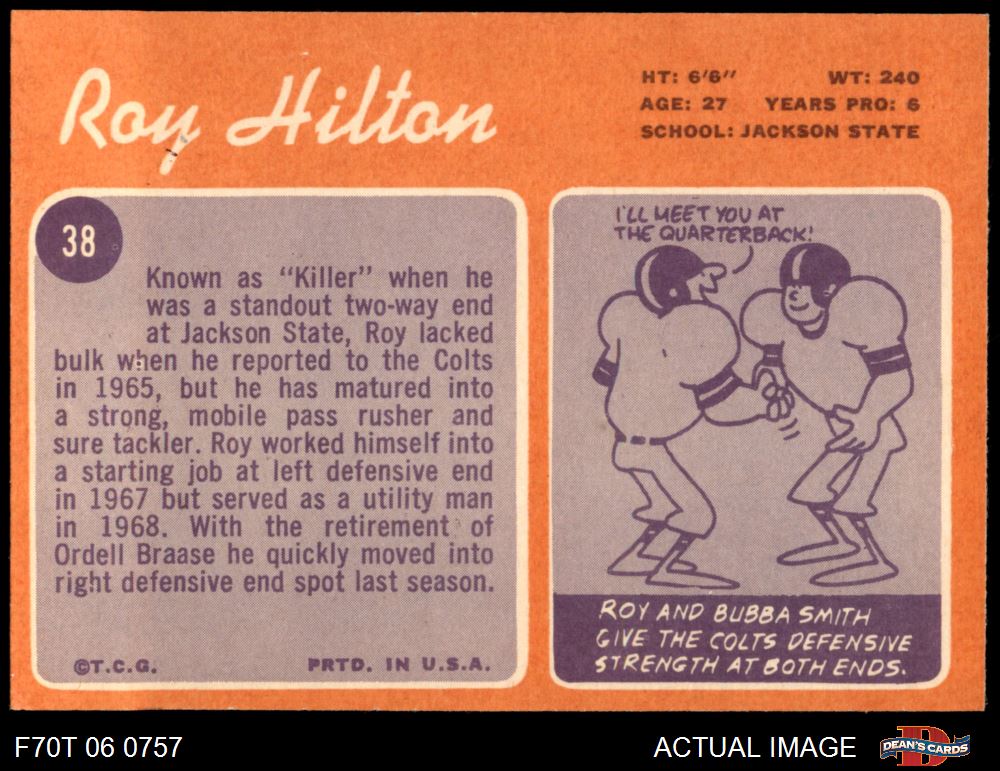 Roy Hilton
HT: 6'6" WT: 240
AGE: 27 YEARS PRO: 6
SCHOOL: JACKSON STATE
38
Known as "Killer" when he
was a standout two-way end
at Jackson State, Roy lacked
bulk when he reported to the Colts
in 1965, but he has matured into
a strong, mobile pass rusher and
sure tackler. Roy worked himself into
a starting job at left defensive end
in 1967 but served as a utility man
in 1968. With the retirement of
Ordell Braase he quickly moved into
right defensive end spot last season.
©T.C.G. PRTD. IN U.S.A.
I'LL MEET YOU AT
THE QUARTERBACK!
ROY AND BUBBA SMITH
GIVE THE COLTS DEFENSIVE
STRENGTH AT BOTH ENDS.
F70T 06 0757
ACTUAL IMAGE
D
DEAN'S CARDS